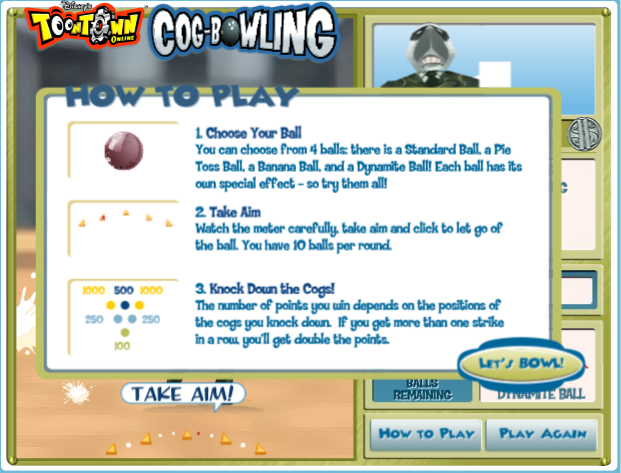 Disney's
TOONTOWN
ONLINE
COG-BOWLING
HOW TO PLAY
1. Choose Your Ball
You can choose from 4 balls: there is a Standard Ball, a Pie
Toss Ball, a Banana Ball, and a Dynamite Ball! Each ball has its
own special effect - so try them all!
2. Take Aim
Watch the meter carefully, take aim and click to let go of
the ball. You have 10 balls per round.
1000 500 1000
250 250
100
3. Knock Down the Cogs!
The number of points you win depends on the positions of
the cogs you knock down. If you get more than one strike
in a row, you'll get double the points.
LET'S BOWL!
TAKE AIM!
BALLS
REMAINING
DYNAMITE BALL
HOW TO PLAY
PLAY AGAIN